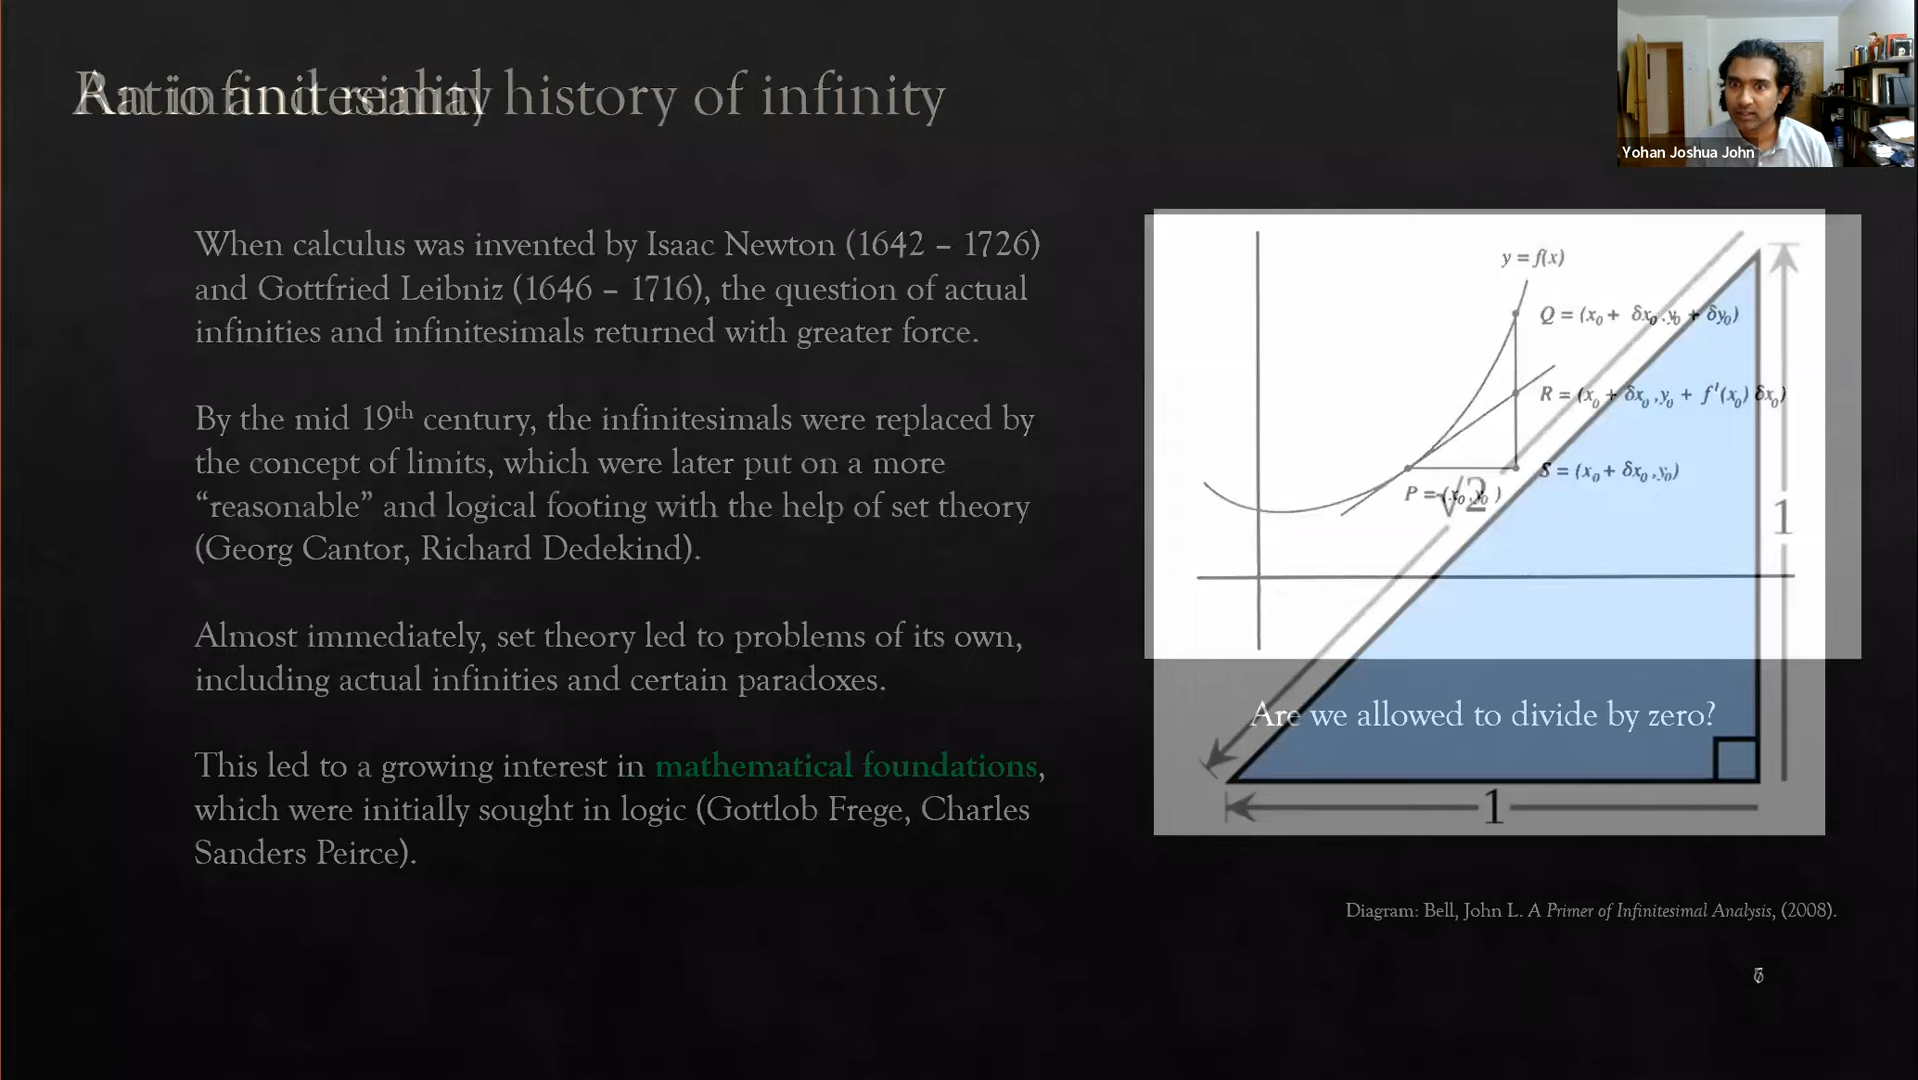 An infinitesimal history of infinity
Ratio and reality
Yohan Joshua John
When calculus was invented by Isaac Newton (1642 – 1726)
and Gottfried Leibniz (1646 – 1716), the question of actual
infinities and infinitesimals returned with greater force.
By the mid 19th century, the infinitesimals were replaced by
the concept of limits, which were later put on a more
“reasonable” and logical footing with the help of set theory
(Georg Cantor, Richard Dedekind).
Almost immediately, set theory led to problems of its own,
including actual infinities and certain paradoxes.
This led to a growing interest in mathematical foundations,
which were initially sought in logic (Gottlob Frege, Charles
Sanders Peirce).
y = f(x)
Q = (x₀ + δx₀, y₀ + δy₀)
R = (x₀ + δx₀, y₀ + f'(x₀) δx₀)
S = (x₀ + δx₀, y₀)
P = (x₀, y₀)
√2
1
Are we allowed to divide by zero?
1
Diagram: Bell, John L. A Primer of Infinitesimal Analysis, (2008).